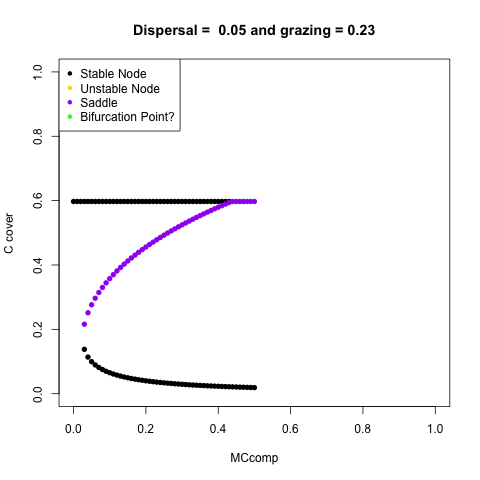 Dispersal =  0.05 and grazing = 0.23
Stable Node
Unstable Node
Saddle
Bifurcation Point?
C cover
1.0
0.8
0.6
0.4
0.2
0.0
0.0 0.2 0.4 0.6 0.8 1.0
MCcomp